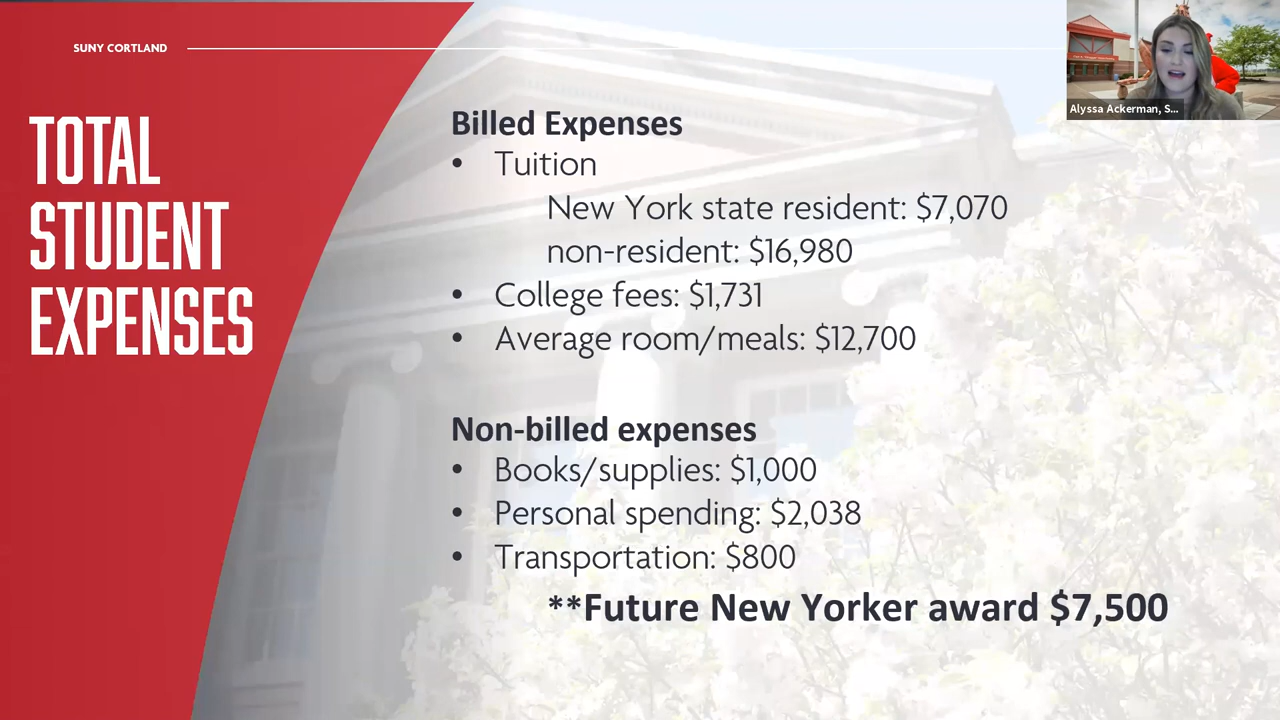 SUNY CORTLAND
TOTAL
STUDENT
EXPENSES
Billed Expenses
• Tuition
New York state resident: $7,070
non-resident: $16,980
• College fees: $1,731
• Average room/meals: $12,700
Non-billed expenses
• Books/supplies: $1,000
• Personal spending: $2,038
• Transportation: $800
**Future New Yorker award $7,500
Alyssa Ackerman, S...